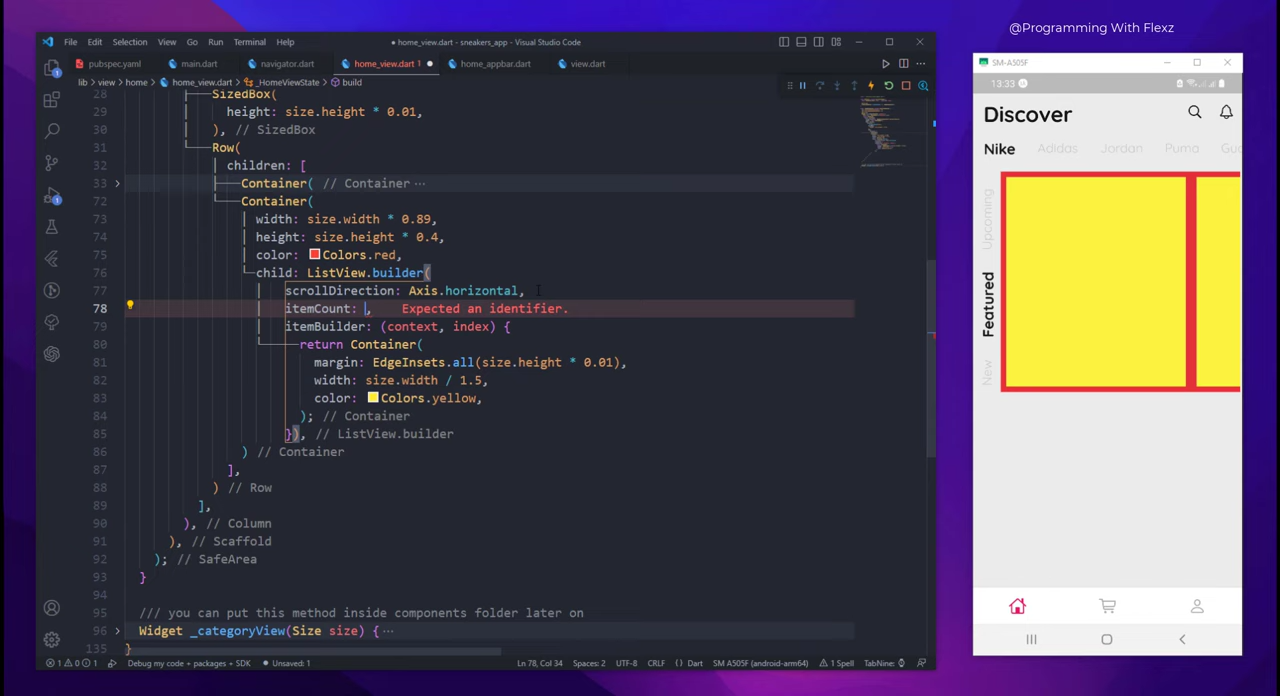 @Programming With Flexz
File Edit Selection View Go Run Terminal Help
● home_view.dart - sneakers_app - Visual Studio Code
pubspec.yaml main.dart navigator.dart home_view.dart 1 ● home_appbar.dart view.dart
lib > view > home > home_view.dart > _HomeViewState > build
28 SizedBox(
29 height: size.height * 0.01,
30 ), // SizedBox
31 Row(
32 children: [
33 Container( // Container ···
72 Container(
73 width: size.width * 0.89,
74 height: size.height * 0.4,
75 color: Colors.red,
76 child: ListView.builder(
77 scrollDirection: Axis.horizontal,
78 itemCount: , Expected an identifier.
79 itemBuilder: (context, index) {
80 return Container(
81 margin: EdgeInsets.all(size.height * 0.01),
82 width: size.width / 1.5,
83 color: Colors.yellow,
84 ); // Container
85 }), // ListView.builder
86 ) // Container
87 ],
88 ) // Row
89 ],
90 ), // Column
91 ), // Scaffold
92 ); // SafeArea
93 }
94
95 /// you can put this method inside components folder later on
96 Widget _categoryView(Size size) { ···
135 }
1 0 1 Debug my code + packages + SDK ● Unsaved: 1 Ln 78, Col 34 Spaces: 2 UTF-8 CRLF {} Dart SM A505F (android-arm64) 1 Spell TabNine:
SM-A505F
13:33
Discover
Nike Adidas Jordan Puma Guc
Upcoming
Featured
New